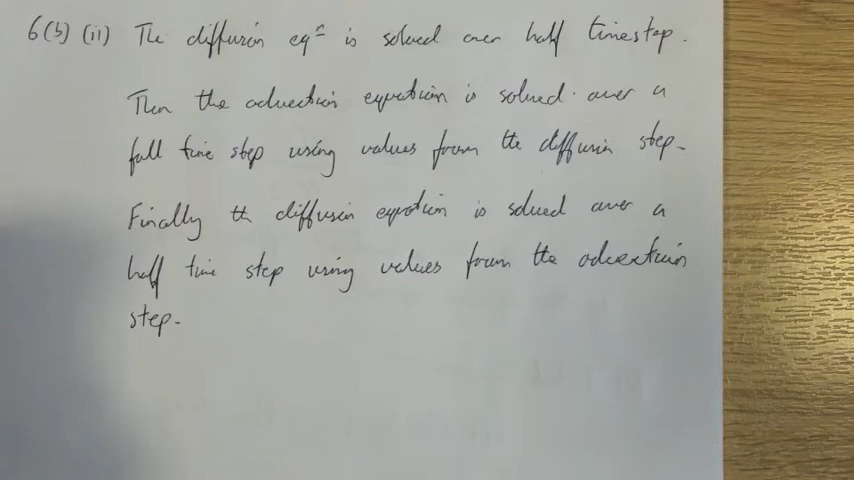 6(b) (ii) The diffusion eqⁿ is solved over half timestep.
Then the advection equation is solved over a
full time step using values from the diffusion step.
Finally the diffusion equation is solved over a
half time step using values from the advection
step.